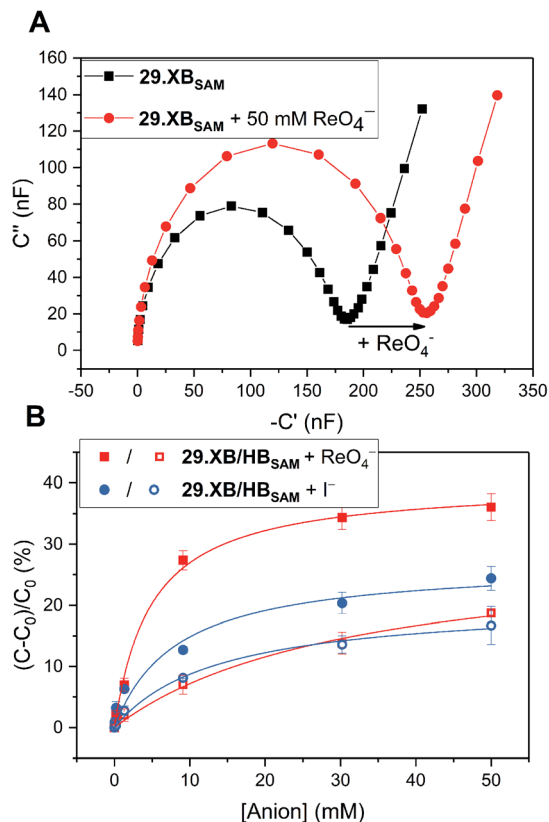 A
160
140
120
100
80
60
40
20
0
C'' (nF)
29.XBSAM
29.XBSAM + 50 mM ReO4−
+ ReO4-
-50 0 50 100 150 200 250 300 350
-C' (nF)
B
40
30
20
10
0
(C-C0)/C0 (%)
/ 29.XB/HBSAM + ReO4−
/ 29.XB/HBSAM + I−
0 10 20 30 40 50
[Anion] (mM)